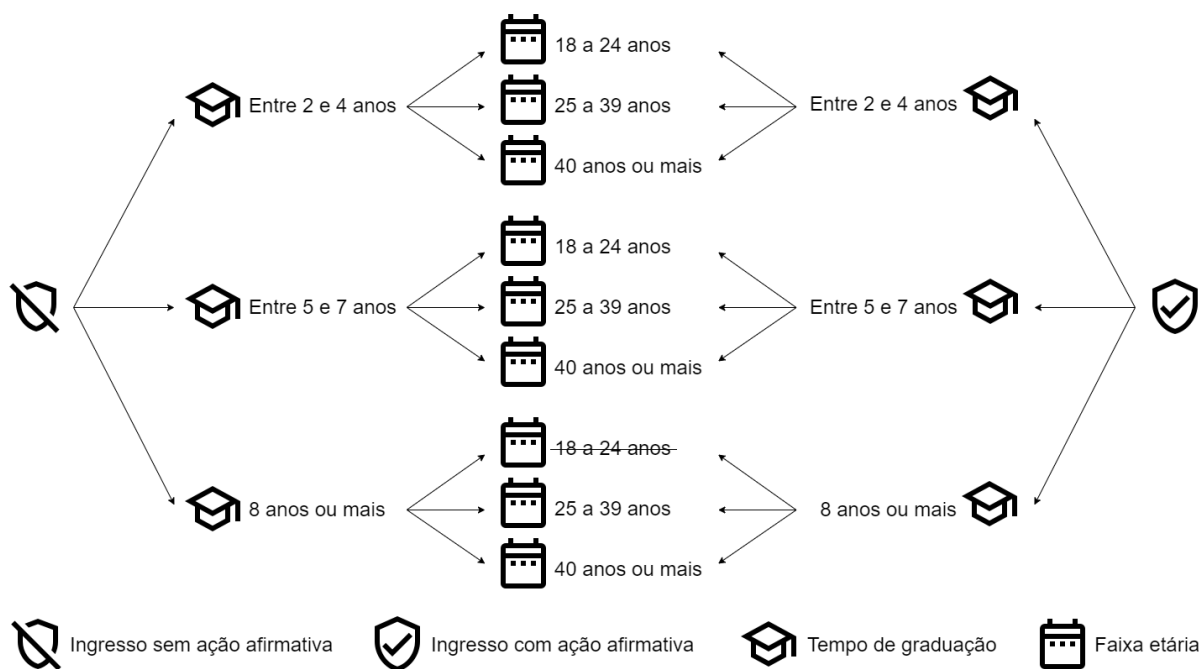 18 a 24 anos
Entre 2 e 4 anos 25 a 39 anos Entre 2 e 4 anos
40 anos ou mais
18 a 24 anos
Entre 5 e 7 anos 25 a 39 anos Entre 5 e 7 anos
40 anos ou mais
18 a 24 anos
8 anos ou mais 25 a 39 anos 8 anos ou mais
40 anos ou mais
Ingresso sem ação afirmativa Ingresso com ação afirmativa Tempo de graduação Faixa etária